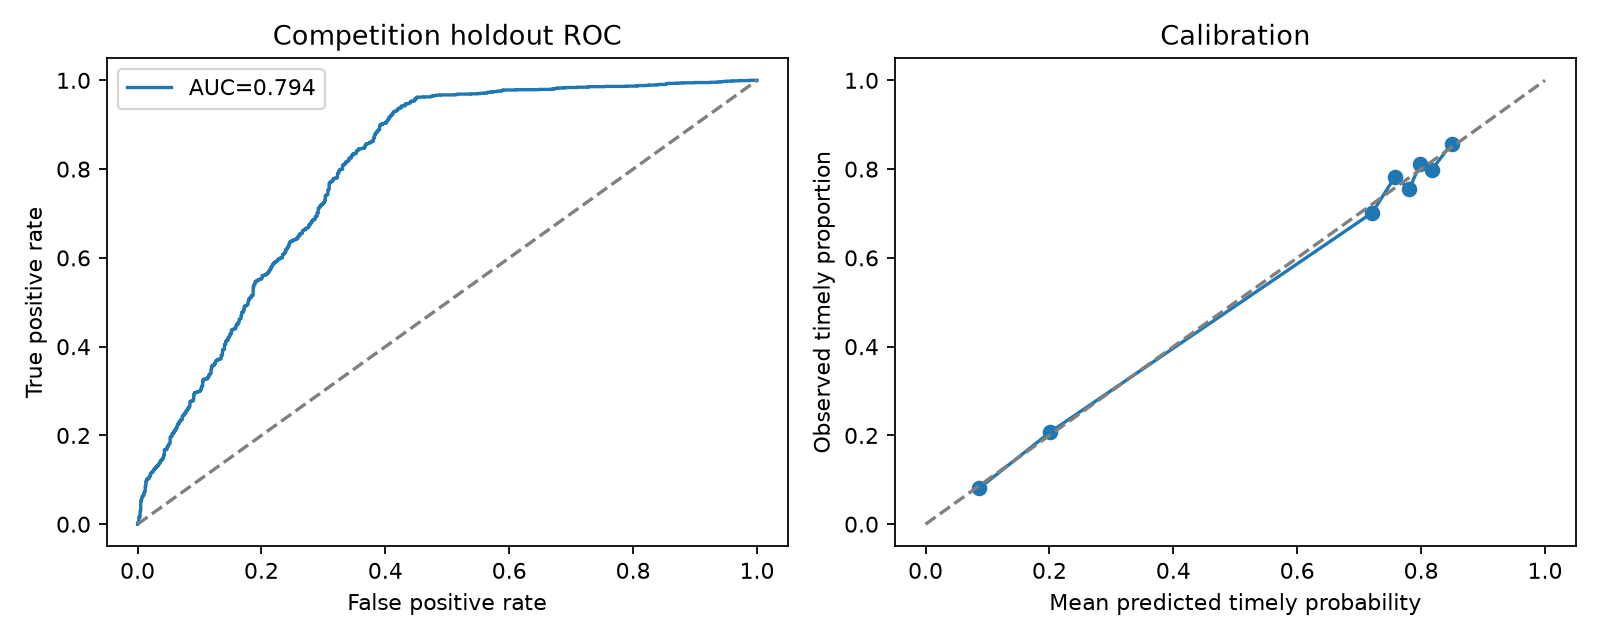 Competition holdout ROC
AUC=0.794
1.0
0.8
0.6
0.4
0.2
0.0
True positive rate
0.0 0.2 0.4 0.6 0.8 1.0
False positive rate
Calibration
1.0
0.8
0.6
0.4
0.2
0.0
Observed timely proportion
0.0 0.2 0.4 0.6 0.8 1.0
Mean predicted timely probability